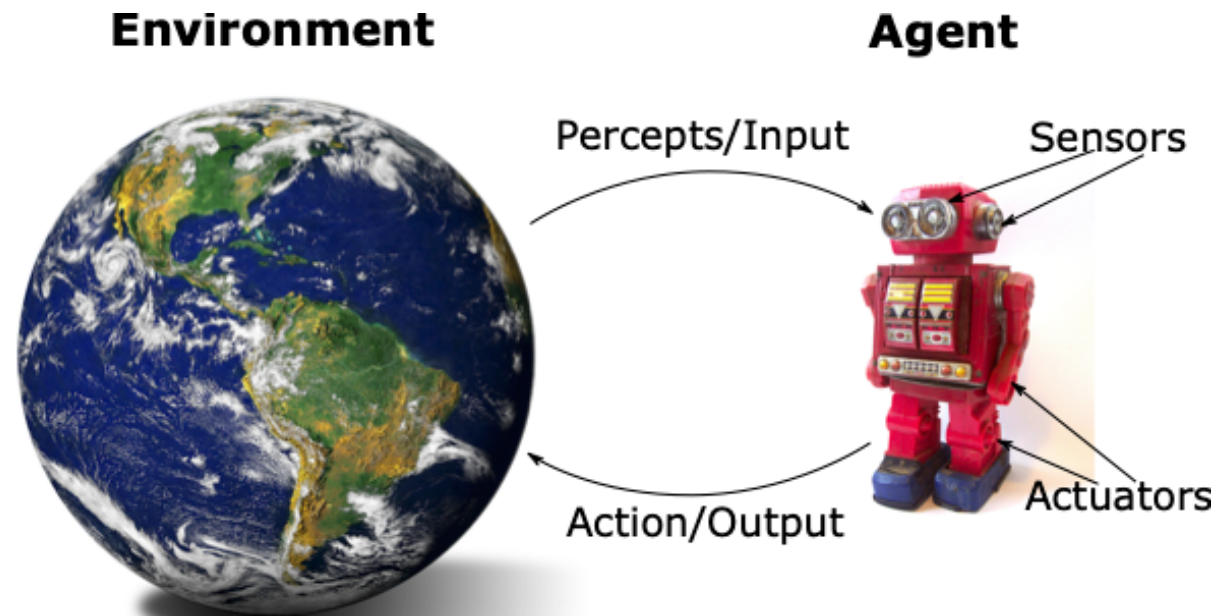 Environment
Agent
Percepts/Input
Sensors
Action/Output
Actuators